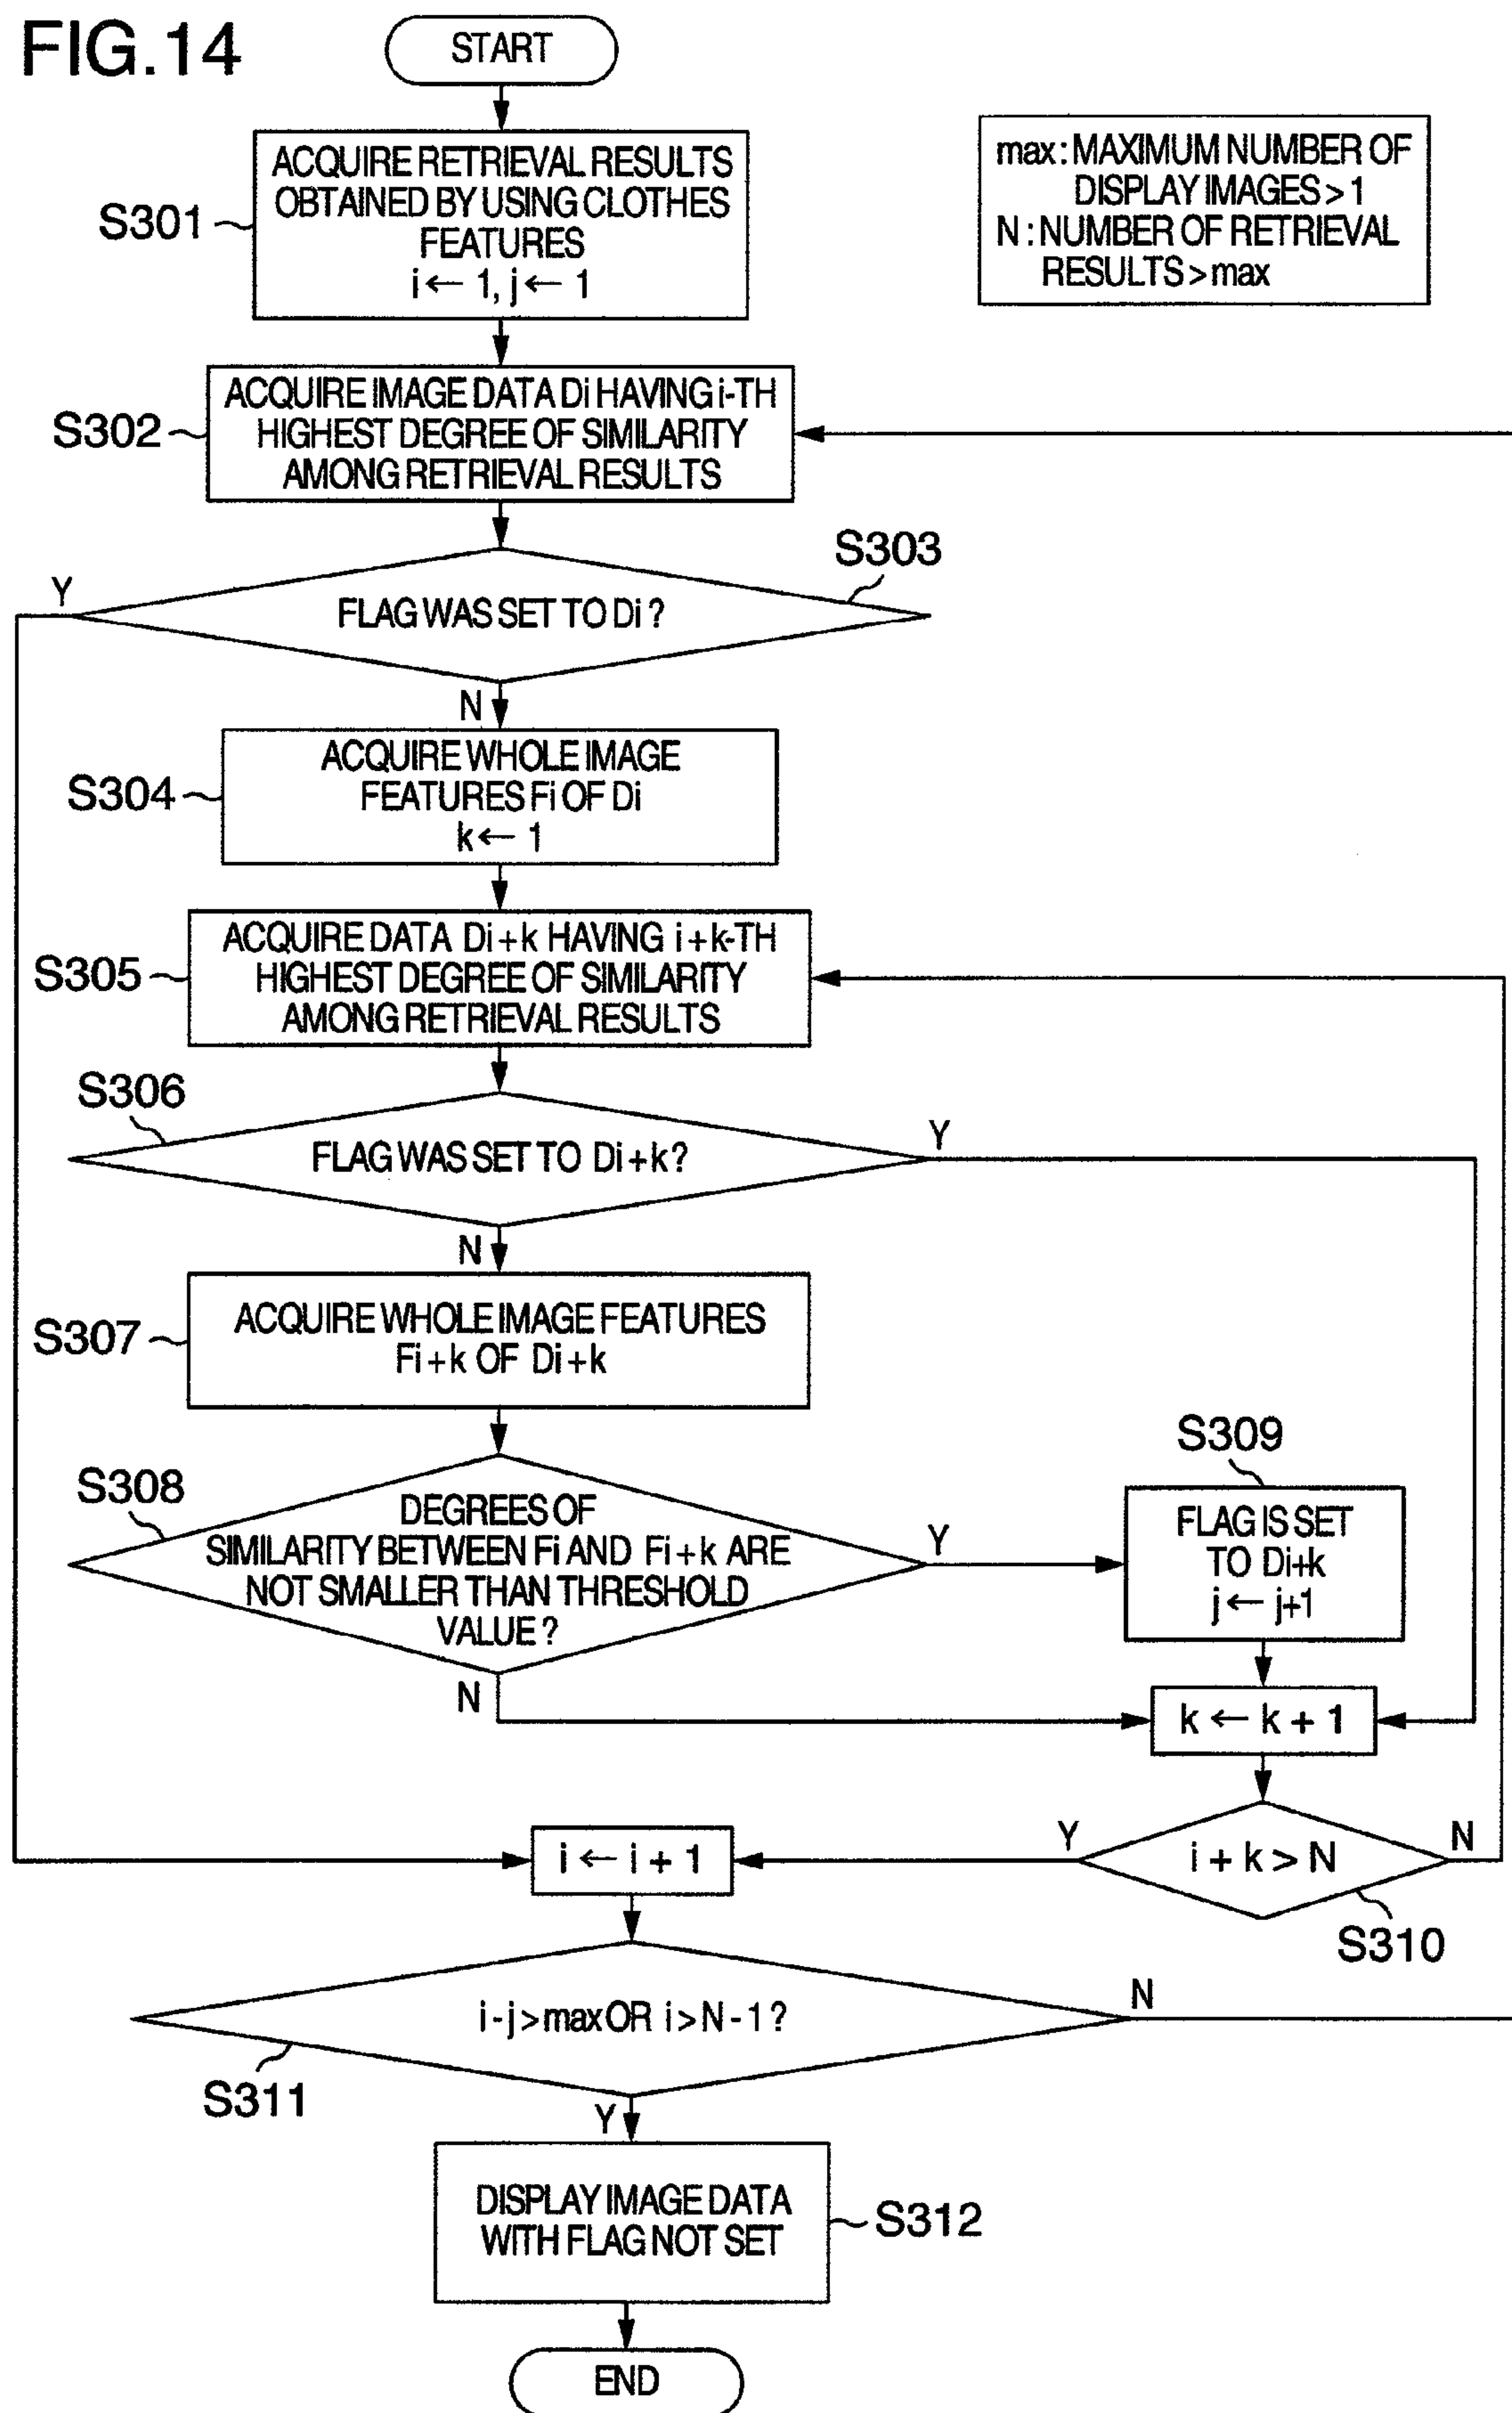 FIG.14
START
S301
ACQUIRE RETRIEVAL RESULTS
OBTAINED BY USING CLOTHES
FEATURES
i ← 1, j ← 1
max : MAXIMUM NUMBER OF
DISPLAY IMAGES > 1
N : NUMBER OF RETRIEVAL
RESULTS > max
S302
ACQUIRE IMAGE DATA Di HAVING i-TH
HIGHEST DEGREE OF SIMILARITY
AMONG RETRIEVAL RESULTS
S303
Y
FLAG WAS SET TO Di ?
N
S304
ACQUIRE WHOLE IMAGE
FEATURES Fi OF Di
k ← 1
S305
ACQUIRE DATA Di+k HAVING i+k-TH
HIGHEST DEGREE OF SIMILARITY
AMONG RETRIEVAL RESULTS
S306
FLAG WAS SET TO Di+k ?
Y
N
S307
ACQUIRE WHOLE IMAGE FEATURES
Fi+k OF Di+k
S308
DEGREES OF
SIMILARITY BETWEEN Fi AND Fi+k ARE
NOT SMALLER THAN THRESHOLD
VALUE ?
Y
N
S309
FLAG IS SET
TO Di+k
j ← j+1
k ← k + 1
i + k > N
Y
N
S310
i ← i + 1
i - j > max OR i > N - 1 ?
N
S311
Y
DISPLAY IMAGE DATA
WITH FLAG NOT SET
S312
END